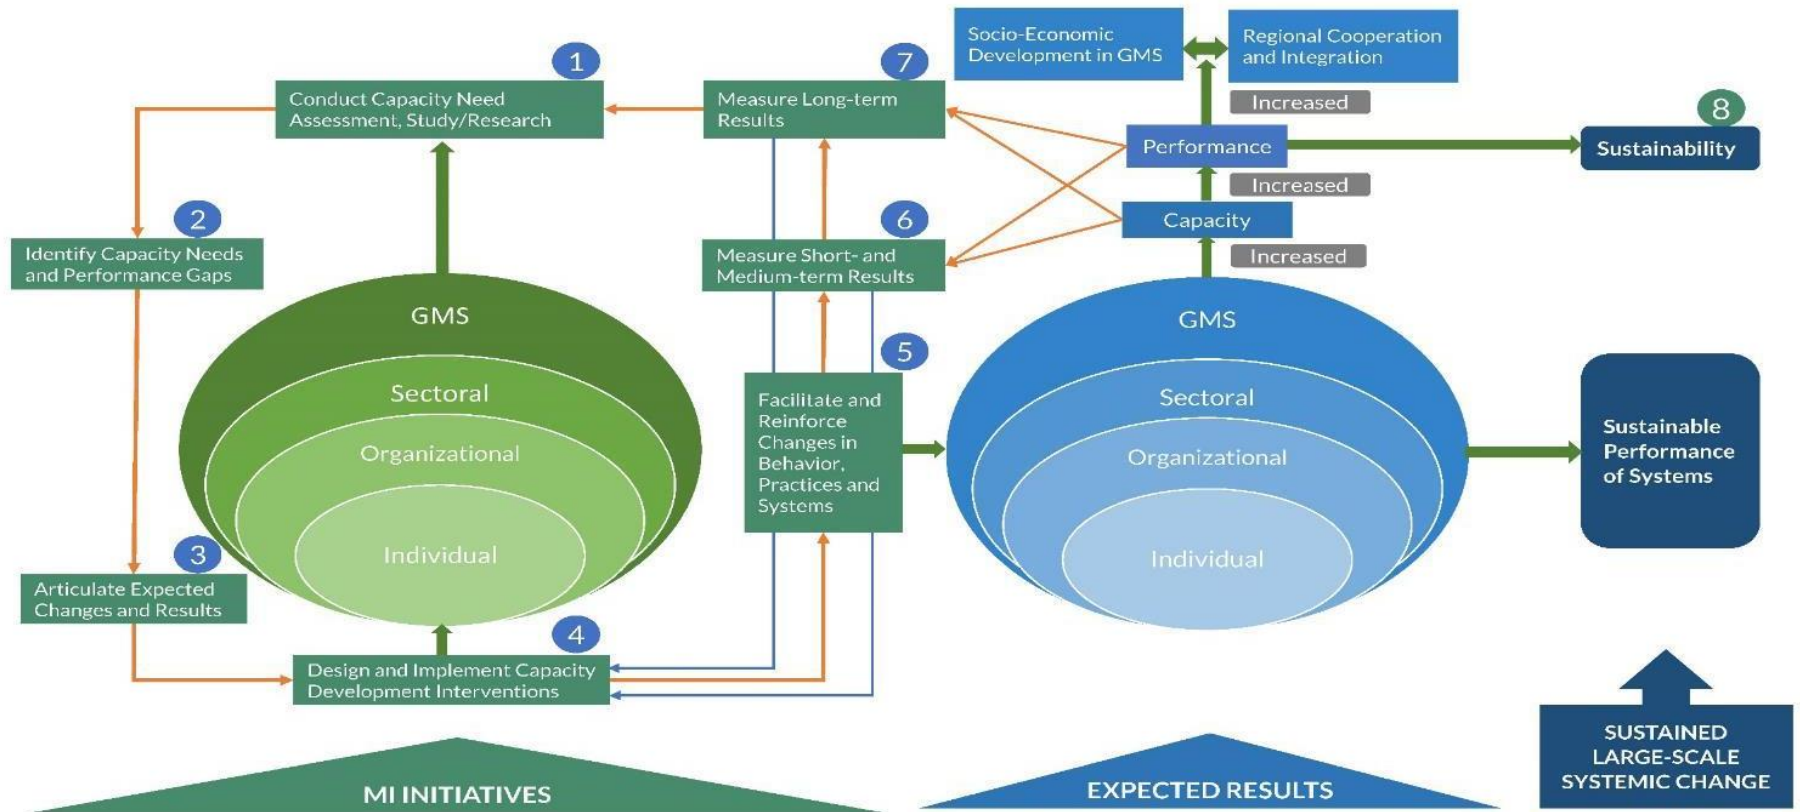 1
Conduct Capacity Need
Assessment, Study/Research
2
Identify Capacity Needs
and Performance Gaps
3
Articulate Expected
Changes and Results
4
Design and Implement Capacity
Development Interventions
GMS
Sectoral
Organizational
Individual
MI INITIATIVES
7
Measure Long-term
Results
6
Measure Short- and
Medium-term Results
5
Facilitate and
Reinforce
Changes in
Behavior,
Practices and
Systems
Socio-Economic
Development in GMS
Regional Cooperation
and Integration
Increased
Performance
Increased
Capacity
Increased
GMS
Sectoral
Organizational
Individual
EXPECTED RESULTS
8
Sustainability
Sustainable
Performance
of Systems
SUSTAINED
LARGE-SCALE
SYSTEMIC CHANGE